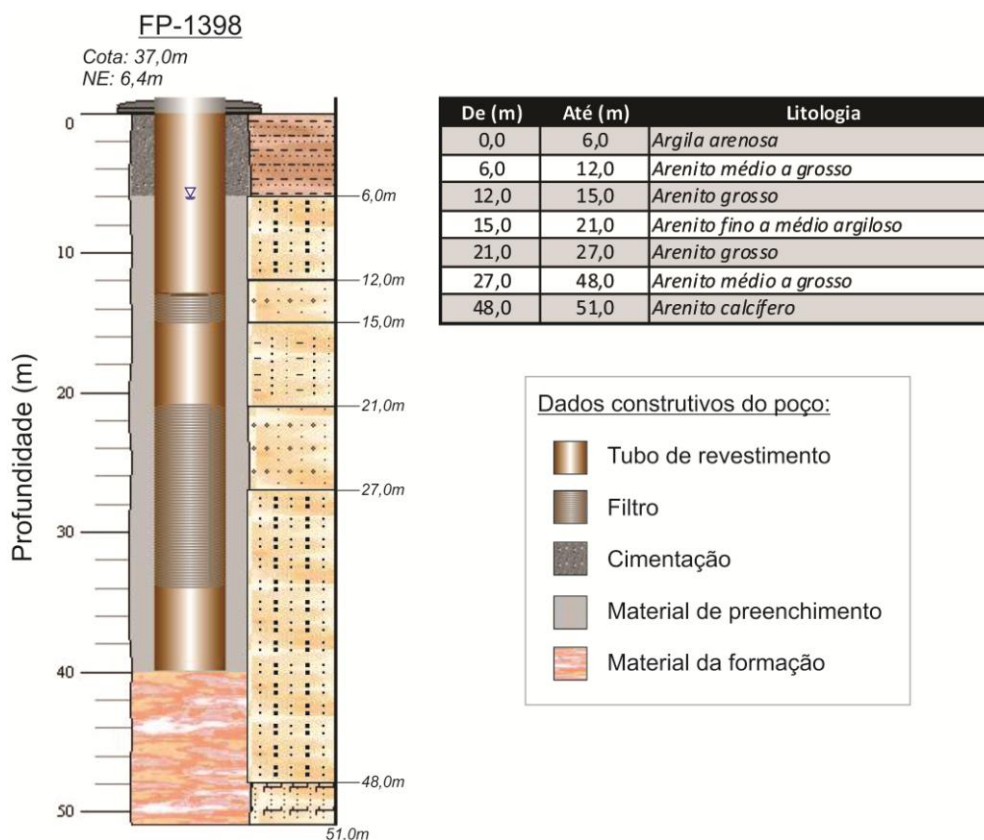 FP-1398
Cota: 37,0m
NE: 6,4m
Profundidade (m)
0
10
20
30
40
50
6,0m
12,0m
15,0m
21,0m
27,0m
48,0m
51,0m
De (m) Até (m) Litologia
0,0 6,0 Argila arenosa
6,0 12,0 Arenito médio a grosso
12,0 15,0 Arenito grosso
15,0 21,0 Arenito fino a médio argiloso
21,0 27,0 Arenito grosso
27,0 48,0 Arenito médio a grosso
48,0 51,0 Arenito calcífero
Dados construtivos do poço:
Tubo de revestimento
Filtro
Cimentação
Material de preenchimento
Material da formação